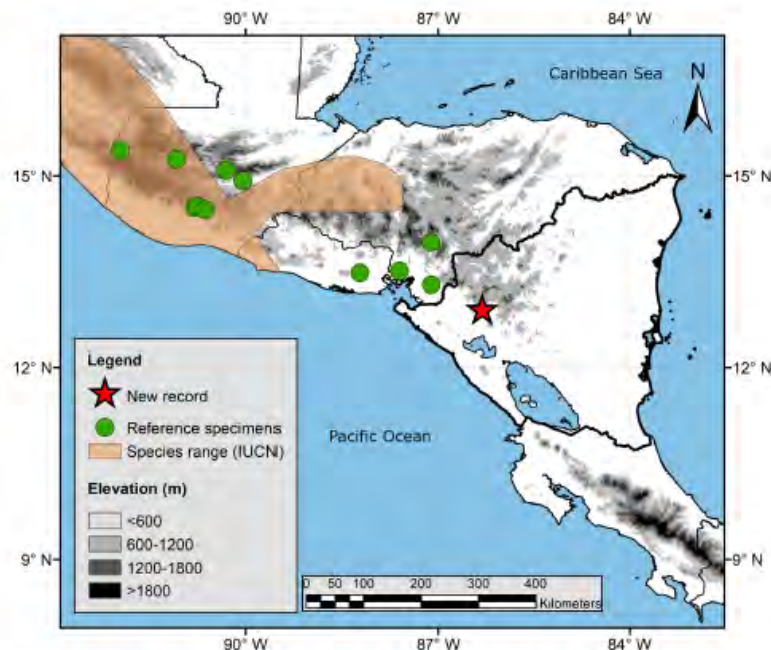 90° W 87° W 84° W
Caribbean Sea
N
15° N 15° N
12° N 12° N
Legend
New record
Reference specimens
Species range (IUCN)
Pacific Ocean
Elevation (m)
<600
600-1200
1200-1800
>1800
9° N 9° N
0 50 100 200 300 400
Kilometers
90° W 87° W 84° W